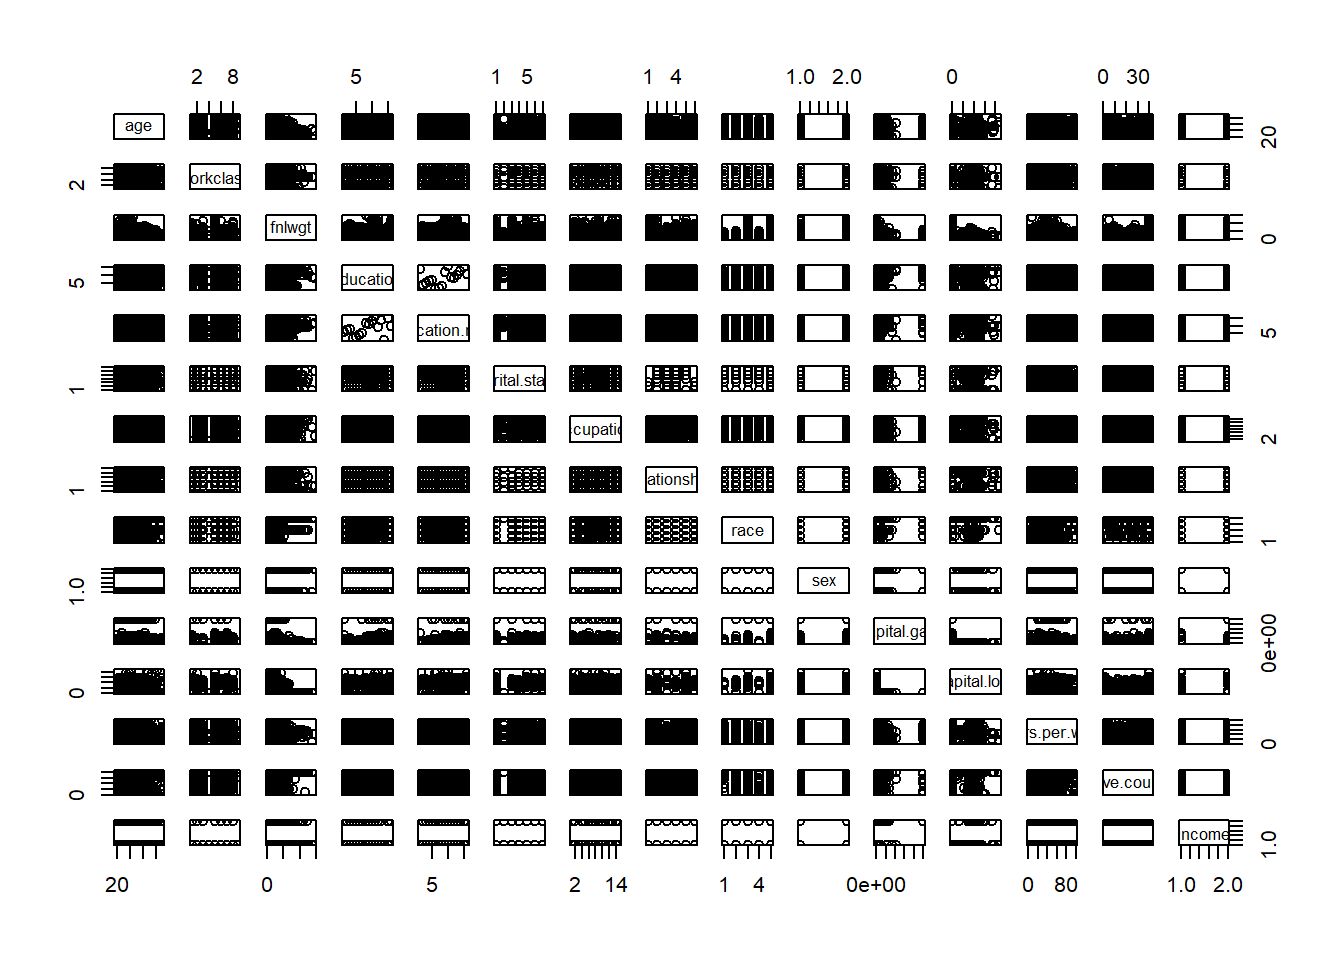 2 8 5 1 5 1 4 1.0 2.0 0 0 30
age 20
2 orkclas
fnlwgt 0
5 ducatio
cation.n 5
1 rital.sta
ccupatio 2
1 ationsh
race 1
1.0 sex
pital.ga 0e+00
0 apital.lo
rs.per.w 0
0 ve.cou
ncome 1.0
20 0 5 2 14 1 4 0e+00 0 80 1.0 2.0